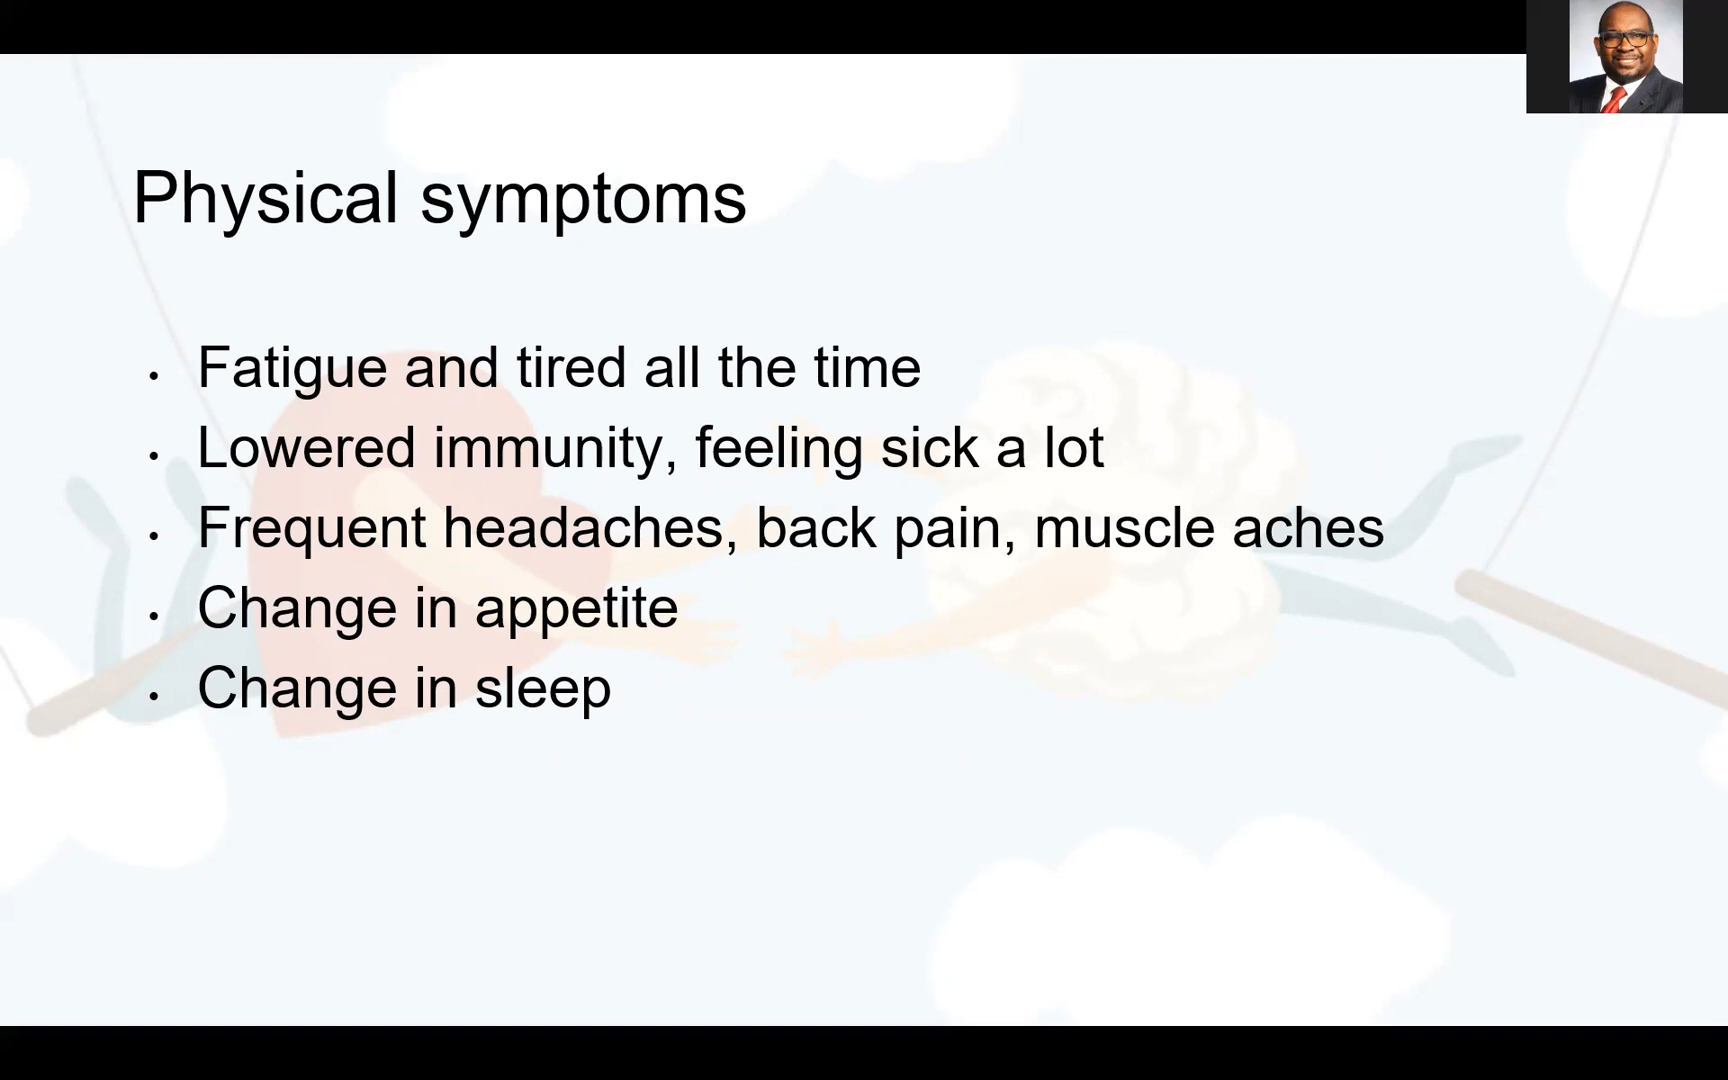 Physical symptoms
• Fatigue and tired all the time
• Lowered immunity, feeling sick a lot
• Frequent headaches, back pain, muscle aches
• Change in appetite
• Change in sleep